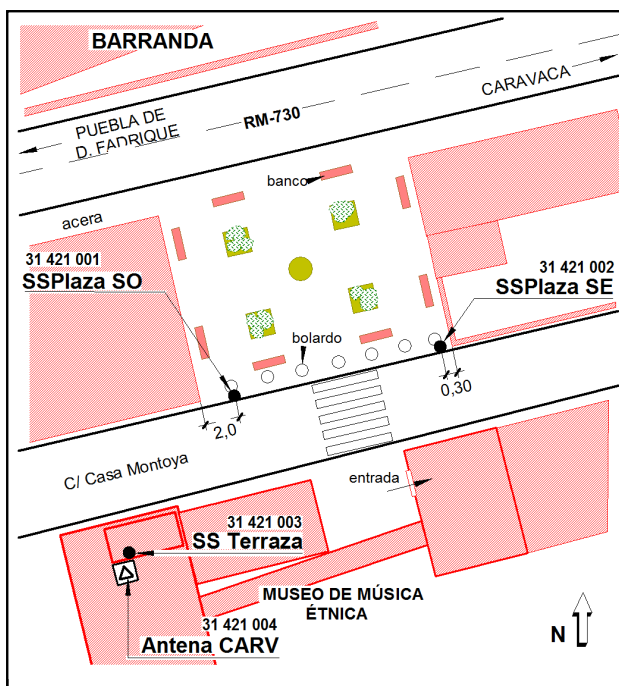 BARRANDA
CARAVACA
RM-730
PUEBLA DE
D. FADRIQUE
banco
acera
31 421 001
SSPlaza SO
31 421 002
SSPlaza SE
bolardo
0,30
2,0
C/ Casa Montoya
entrada
31 421 003
SS Terraza
MUSEO DE MÚSICA
ÉTNICA
31 421 004
Antena CARV
N